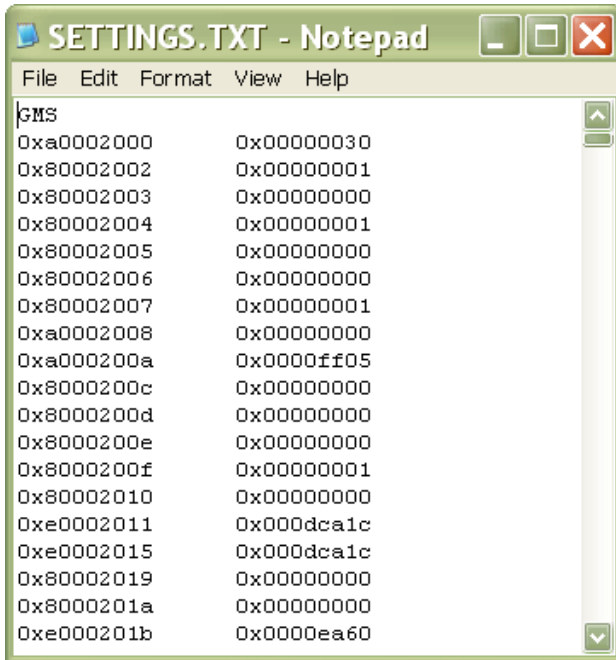 SETTINGS.TXT - Notepad
File Edit Format View Help
GMS
0xa0002000 0x00000030
0x80002002 0x00000001
0x80002003 0x00000000
0x80002004 0x00000001
0x80002005 0x00000000
0x80002006 0x00000000
0x80002007 0x00000001
0xa0002008 0x00000000
0xa000200a 0x0000ff05
0x8000200c 0x00000000
0x8000200d 0x00000000
0x8000200e 0x00000000
0x8000200f 0x00000001
0x80002010 0x00000000
0xe0002011 0x000dca1c
0xe0002015 0x000dca1c
0x80002019 0x00000000
0x8000201a 0x00000000
0xe000201b 0x0000ea60